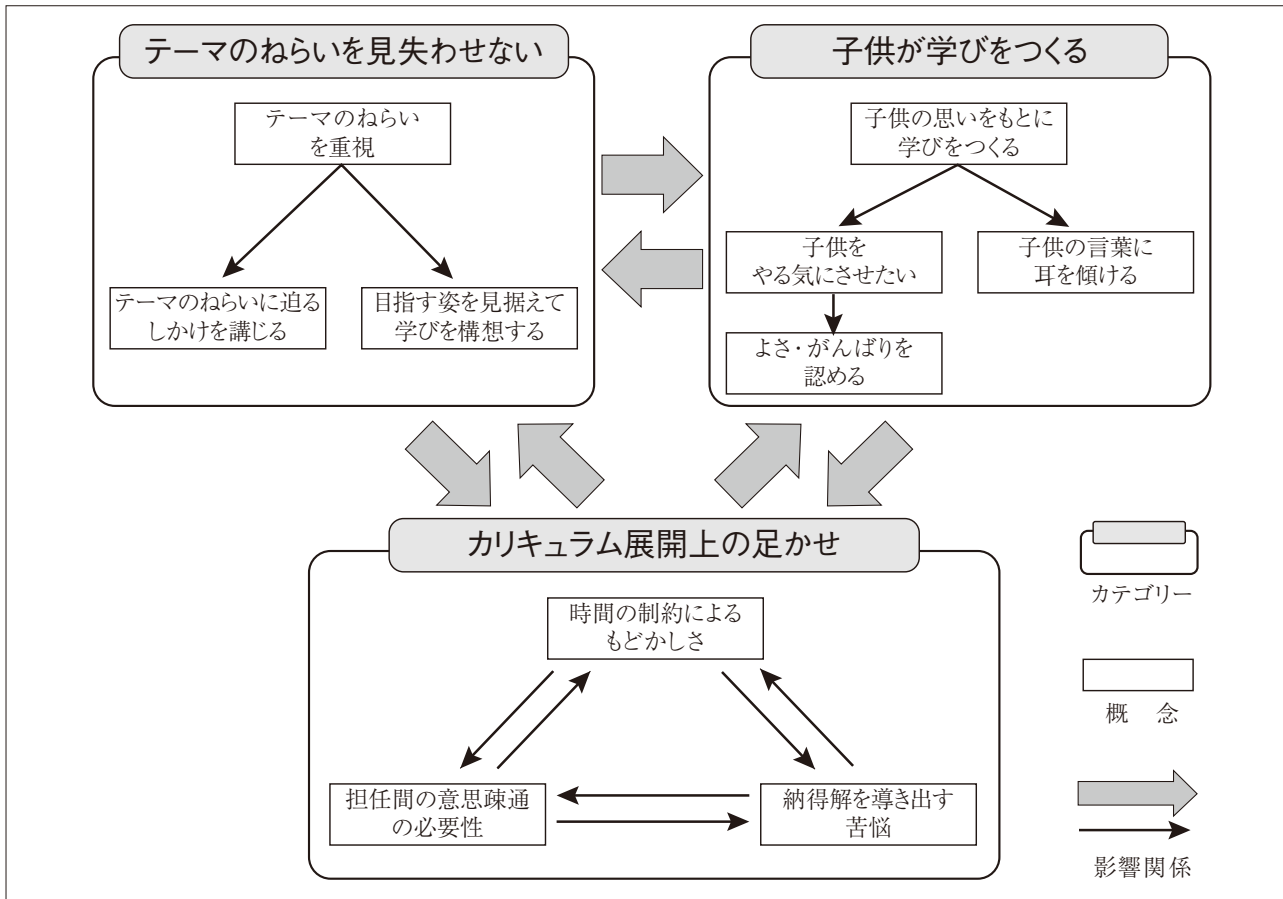 テーマのねらいを見失わせない
テーマのねらい
を重視
テーマのねらいに迫る
しかけを講じる
目指す姿を見据えて
学びを構想する
子供が学びをつくる
子供の思いをもとに
学びをつくる
子供を
やる気にさせたい
子供の言葉に
耳を傾ける
よさ・がんばりを
認める
カリキュラム展開上の足かせ
時間の制約による
もどかしさ
担任間の意思疎通
の必要性
納得解を導き出す
苦悩
カテゴリー
概　念
影響関係